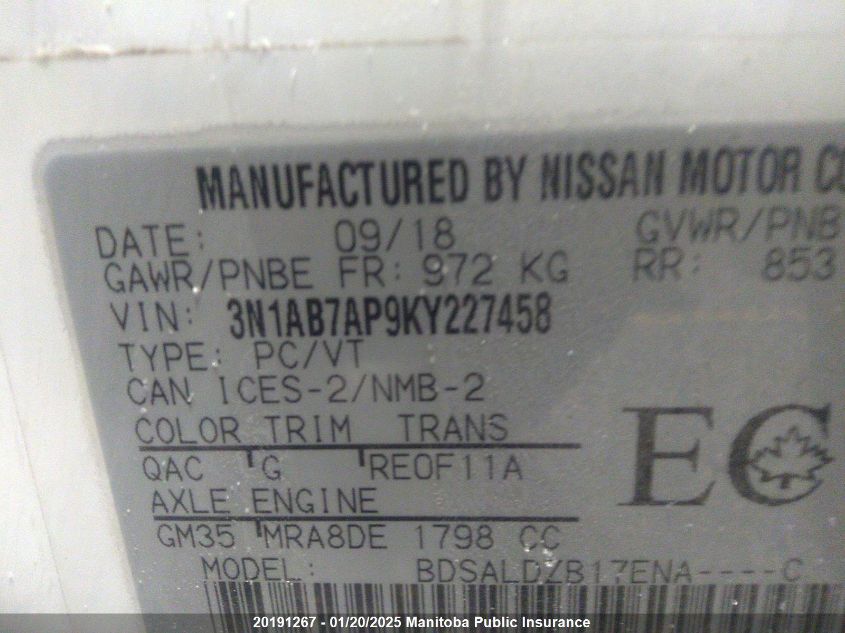 MANUFACTURED BY NISSAN MOTOR CO
DATE: 09/18 GVWR/PNB
GAWR/PNBE FR: 972 KG RR: 853
VIN: 3N1AB7AP9KY227458
TYPE: PC/VT
CAN ICES-2/NMB-2
COLOR TRIM TRANS
QAC G RE0F11A
AXLE ENGINE
GM35 MRA8DE 1798 CC
MODEL: BDSALDZB17ENA----C
EC
20191267 - 01/20/2025 Manitoba Public Insurance